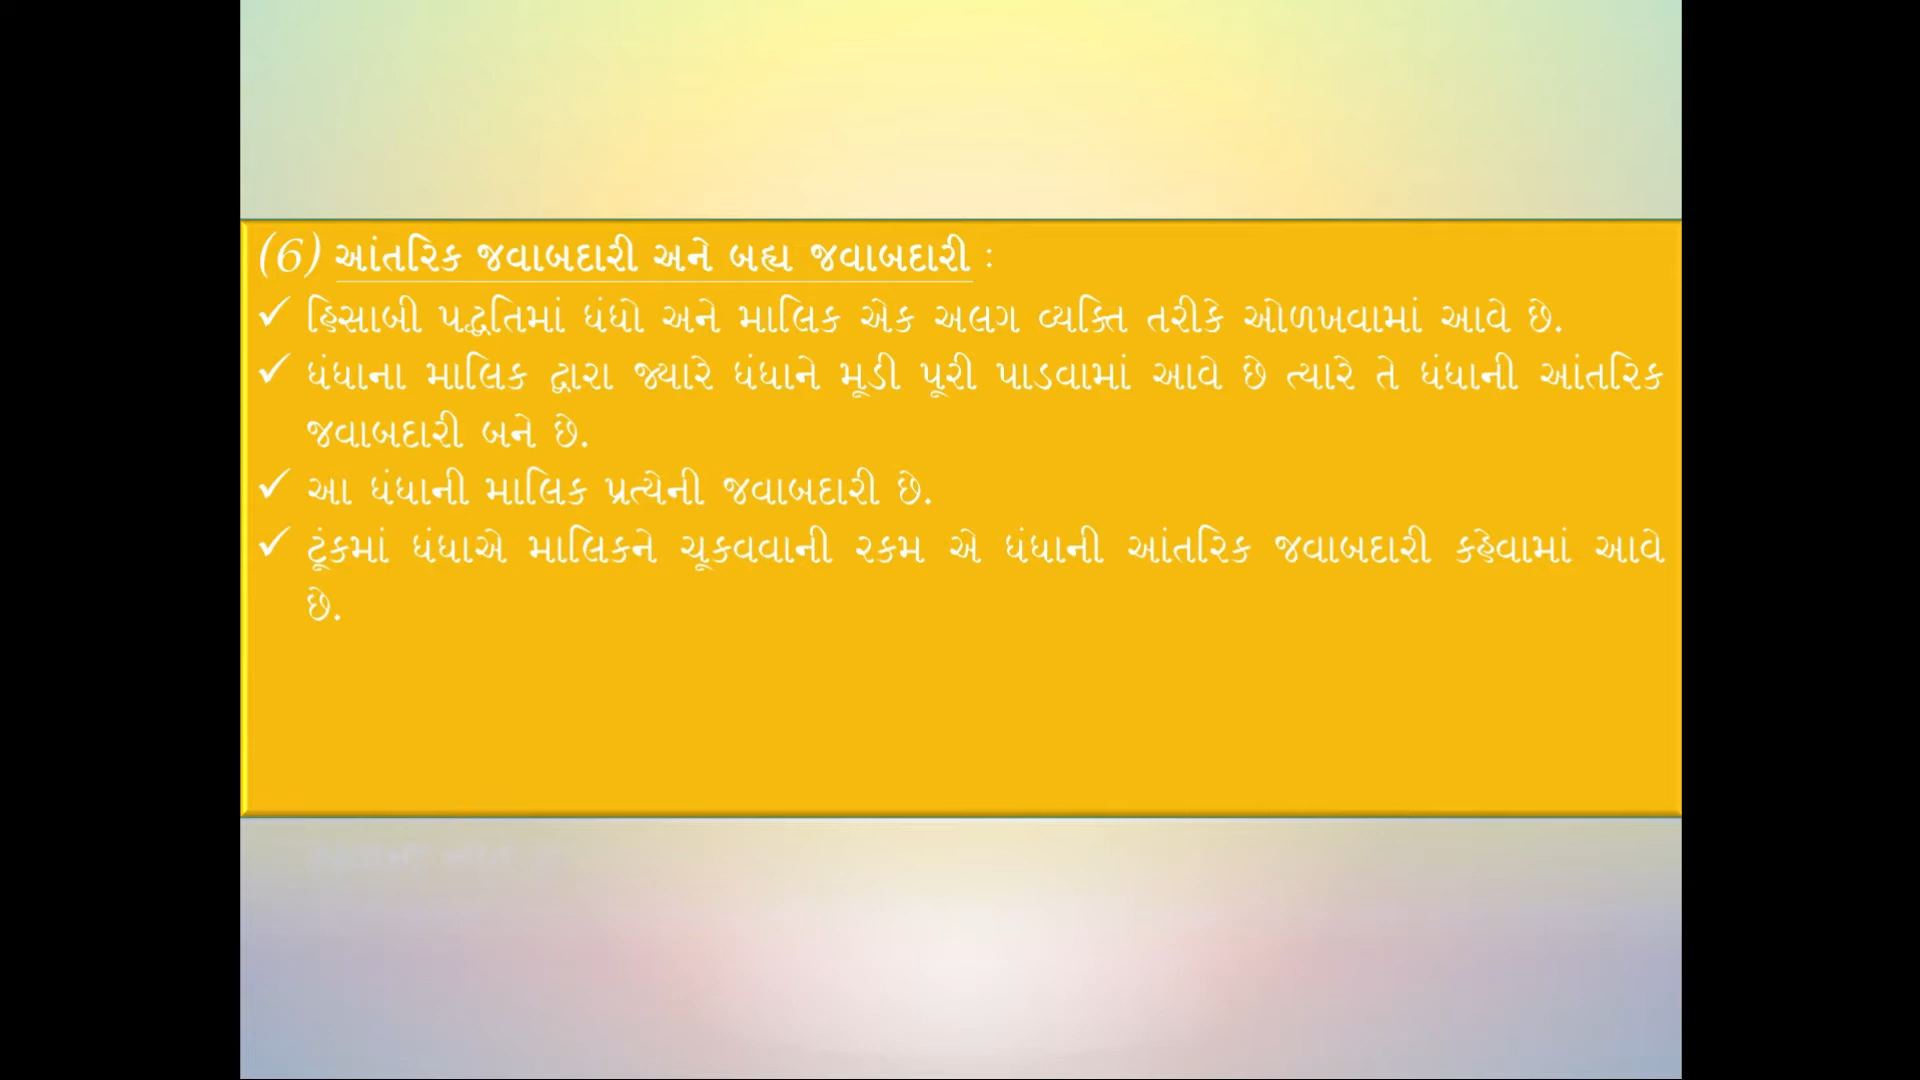 (6) આંતરિક જવાબદારી અને બહ્ય જવાબદારી :
✓ હિસાબી પદ્ધતિમાં ધંધો અને માલિક એક અલગ વ્યક્તિ તરીકે ઓળખવામાં આવે છે.
✓ ધંધાના માલિક દ્વારા જ્યારે ધંધાને મૂડી પૂરી પાડવામાં આવે છે ત્યારે તે ધંધાની આંતરિક
જવાબદારી બને છે.
✓ આ ધંધાની માલિક પ્રત્યેની જવાબદારી છે.
✓ ટૂંકમાં ધંધાએ માલિકને ચૂકવવાની રકમ એ ધંધાની આંતરિક જવાબદારી કહેવામાં આવે
છે.